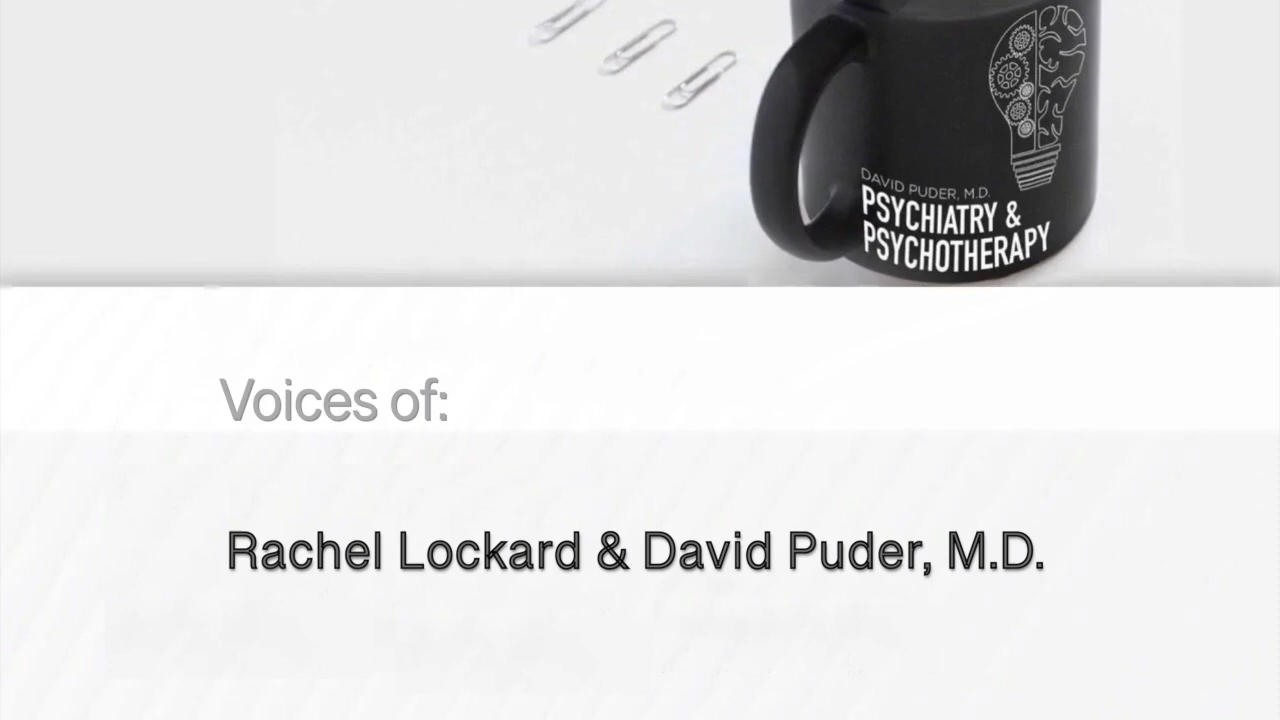 DAVID PUDER, M.D.
PSYCHIATRY &
PSYCHOTHERAPY
Voices of:
Rachel Lockard & David Puder, M.D.